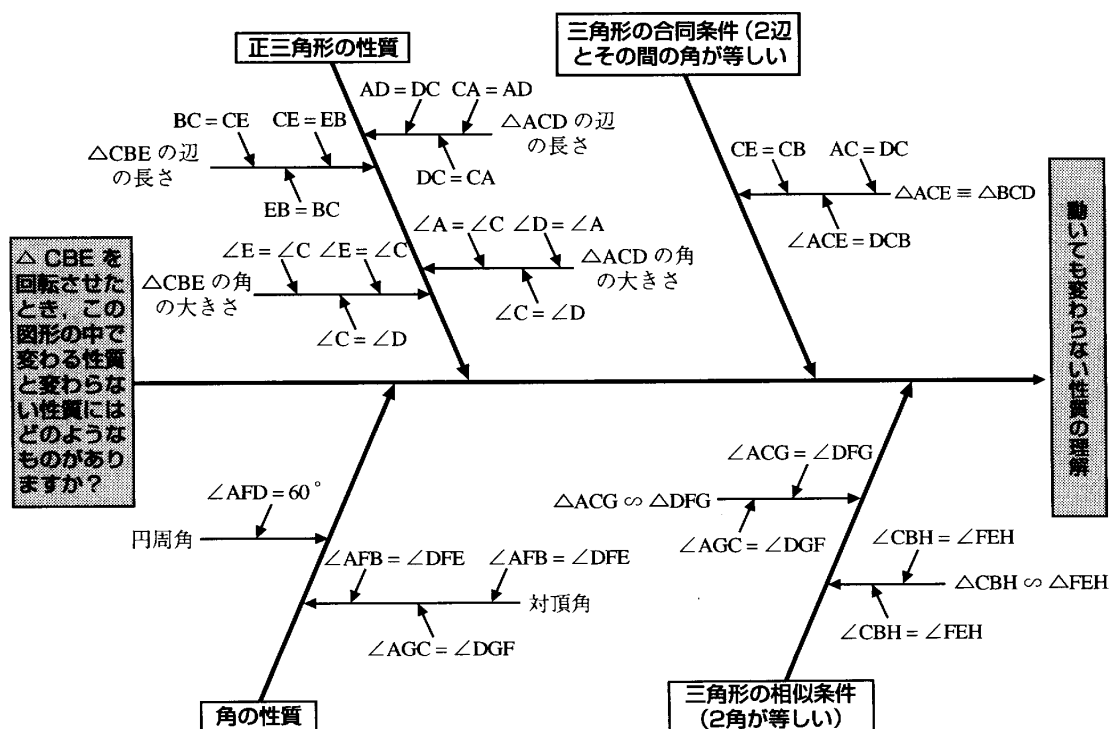 正三角形の性質
三角形の合同条件(2辺
とその間の角が等しい
AD=DC CA=AD
△ACD の辺
の長さ
DC=CA
BC=CE CE=EB
△CBE の辺
の長さ
EB=BC
CE=CB AC=DC
△ACE≡△BCD
∠ACE=DCB
∠A=∠C ∠D=∠A
△ACD の角
の大きさ
∠C=∠D
∠E=∠C ∠E=∠C
△CBE の角
の大きさ
∠C=∠D
△ CBE を
回転させた
とき,この
図形の中で
変わる性質
と変わらな
い性質には
どのような
ものがあり
ますか?
動いても変わらない性質の理解
∠AFD=60°
円周角
∠AFB=∠DFE ∠AFB=∠DFE
対頂角
∠AGC=∠DGF
角の性質
∠ACG=∠DFG
△ACG∽△DFG
∠AGC=∠DGF
∠CBH=∠FEH
△CBH∽△FEH
∠CBH=∠FEH
三角形の相似条件
(2角が等しい)